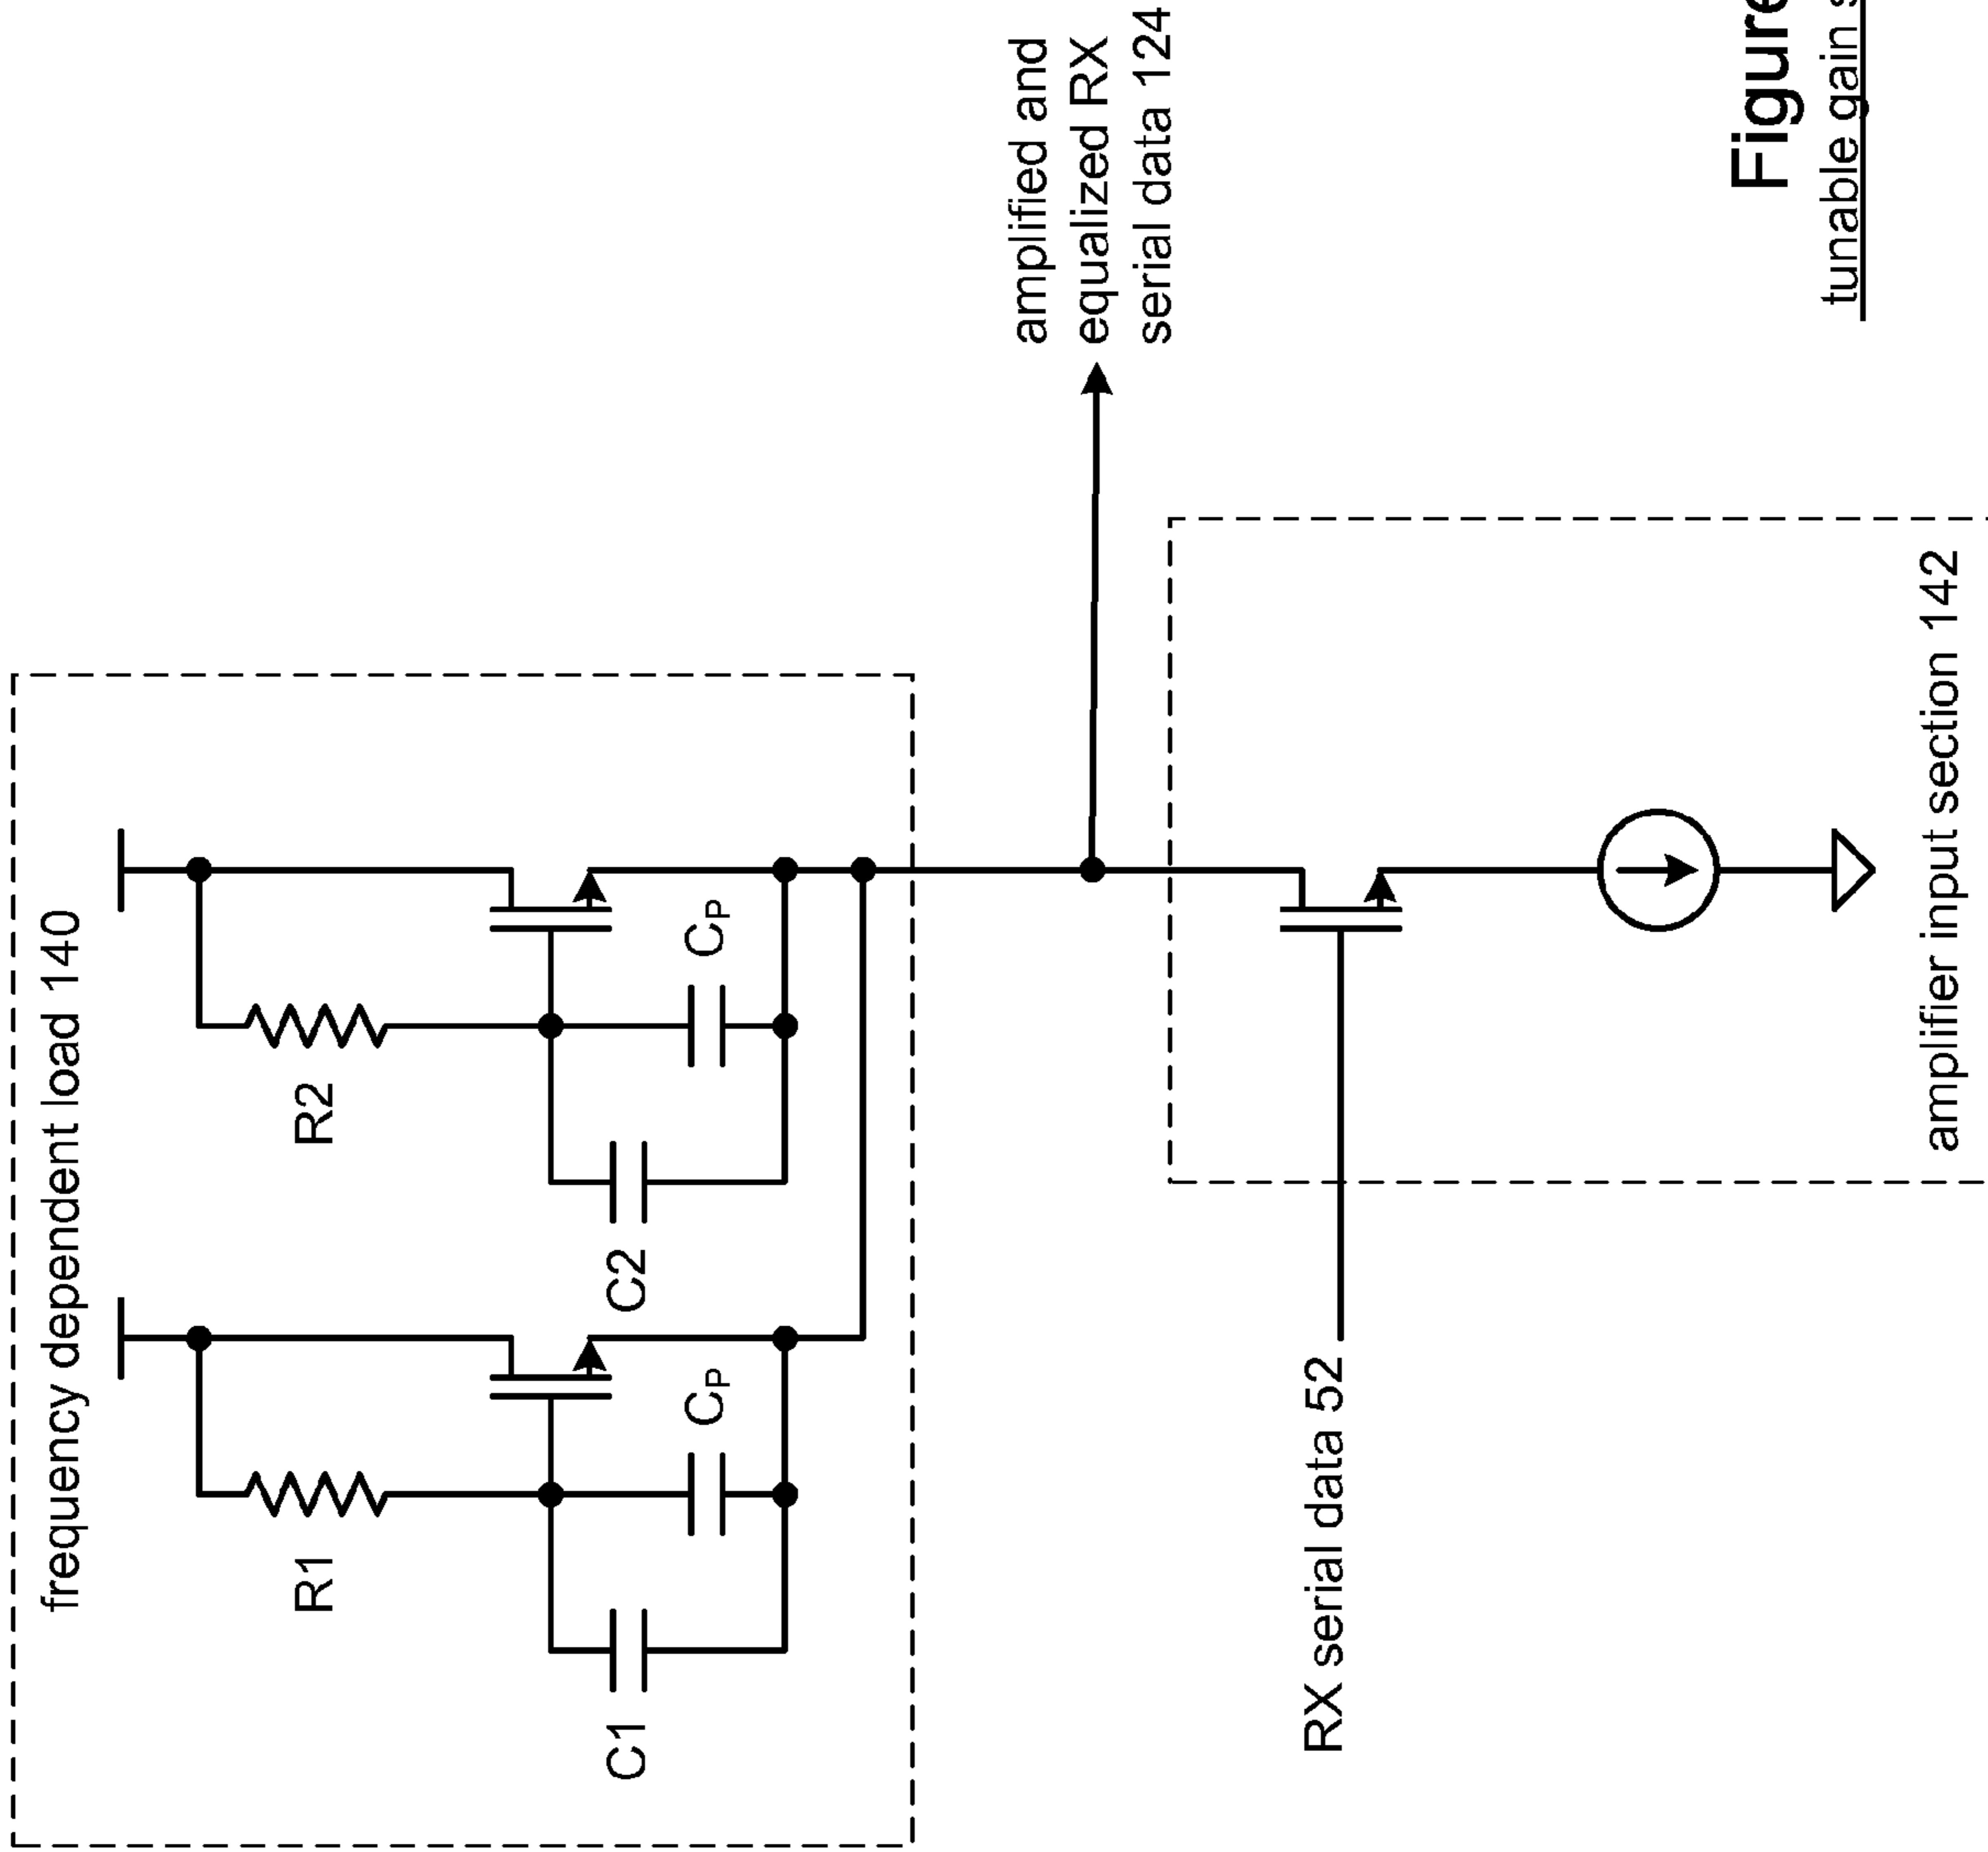 frequency dependent load 140
R1
R2
C1
C2
CP
CP
amplified and
equalized RX
serial data 124
RX serial data 52
amplifier input section 142
Figure
tunable gain